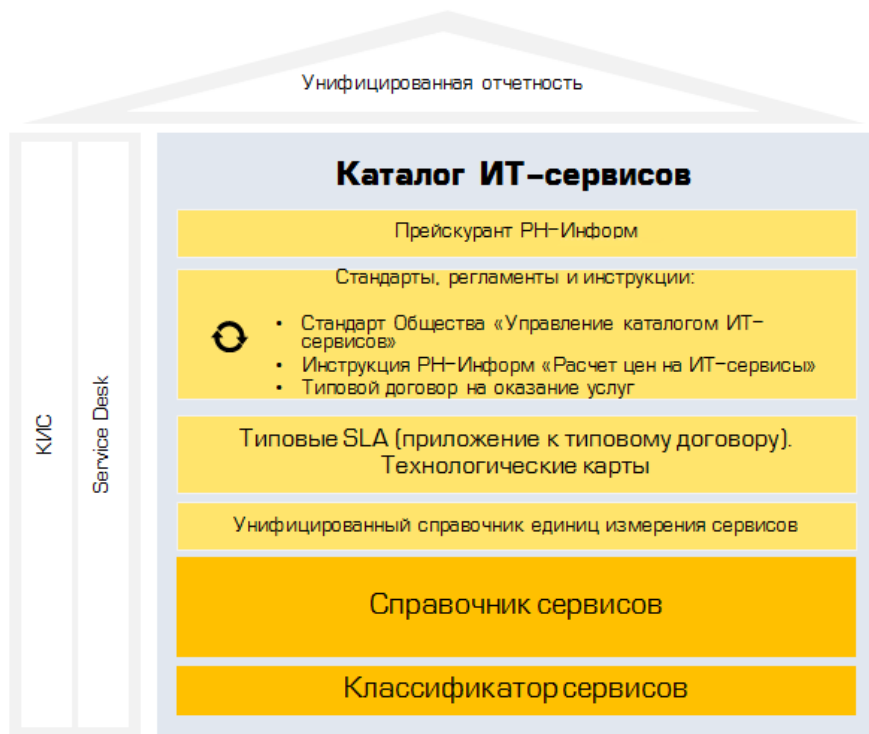 Унифицированная отчетность
КИС
Service Desk
Каталог ИТ-сервисов
Прейскурант РН-Информ
Стандарты, регламенты и инструкции:
• Стандарт Общества «Управление каталогом ИТ-
сервисов»
• Инструкция РН-Информ «Расчет цен на ИТ-сервисы»
• Типовой договор на оказание услуг
Типовые SLA (приложение к типовому договору).
Технологические карты
Унифицированный справочник единиц измерения сервисов
Справочник сервисов
Классификатор сервисов